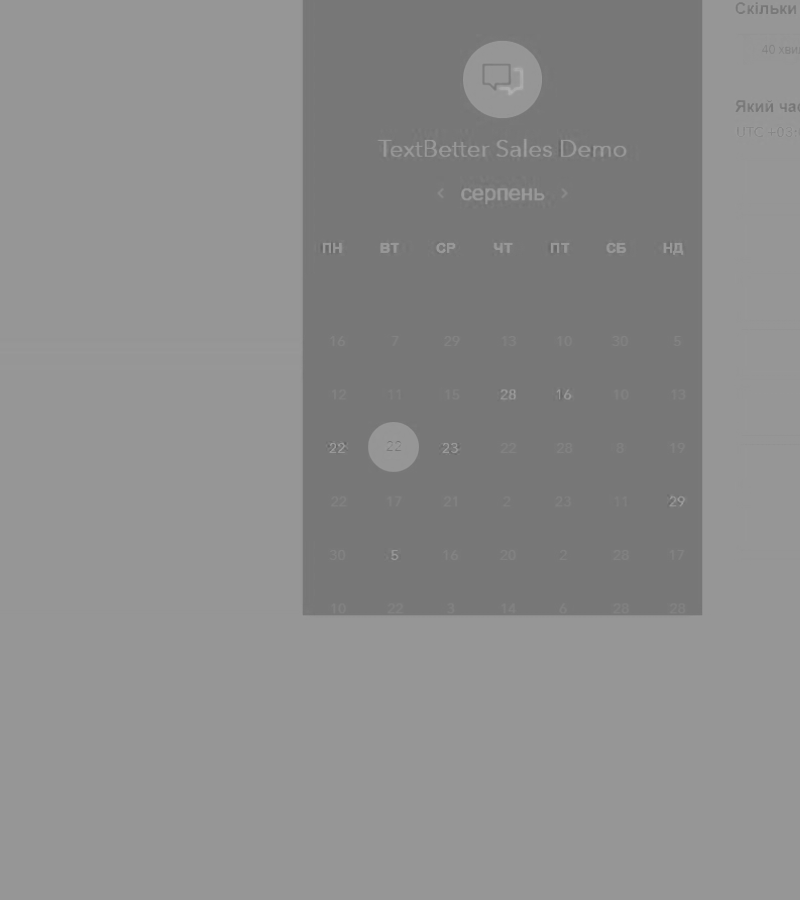 Скільки
40 хви
Який час
UTC +03:
TextBetter Sales Demo
серпень
ПН ВТ СР ЧТ ПТ СБ НД
16 7 29 13 10 30 5
12 11 15 28 16 10 13
22 22 23 22 28 8 19
22 17 21 2 23 11 29
30 5 16 20 2 28 17
10 22 3 14 6 28 28